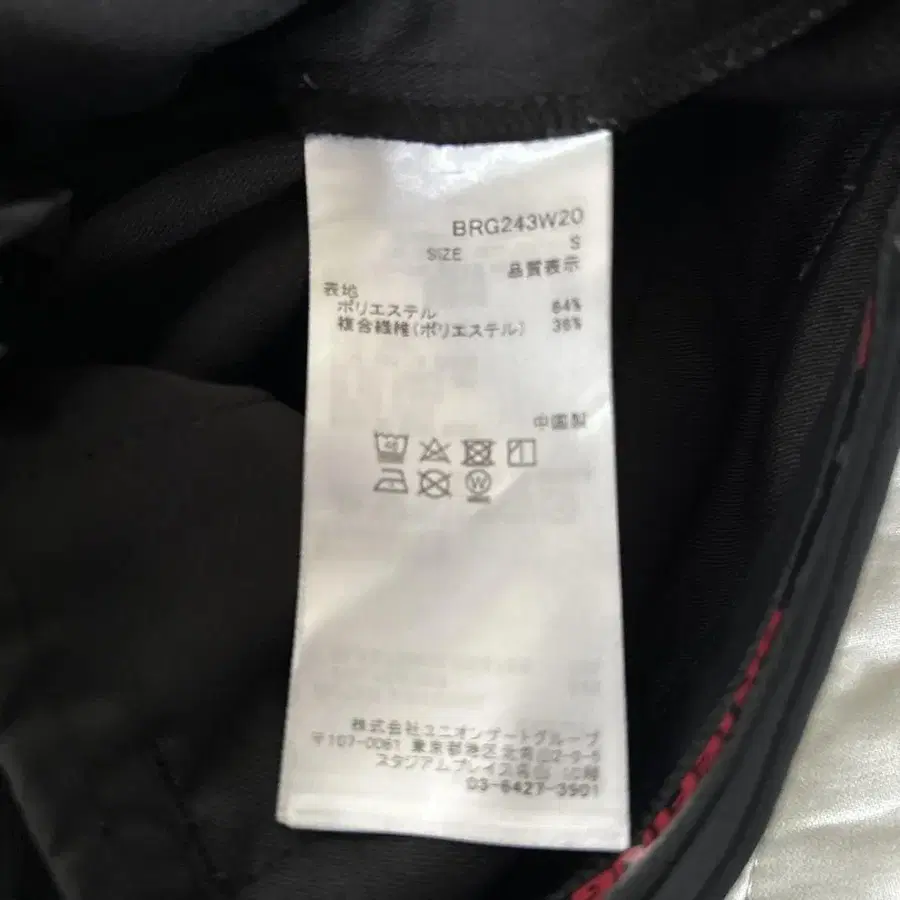 BRG243W20
SIZE S
品質表示
表地
ポリエステル 64%
複合繊維(ポリエステル) 36%
中国製
40
W
株式会社ユニオンゲートグループ
〒107-0061 東京都港区北青山2-9-5
スタジアムプレイス青山 10階
03-6427-3901